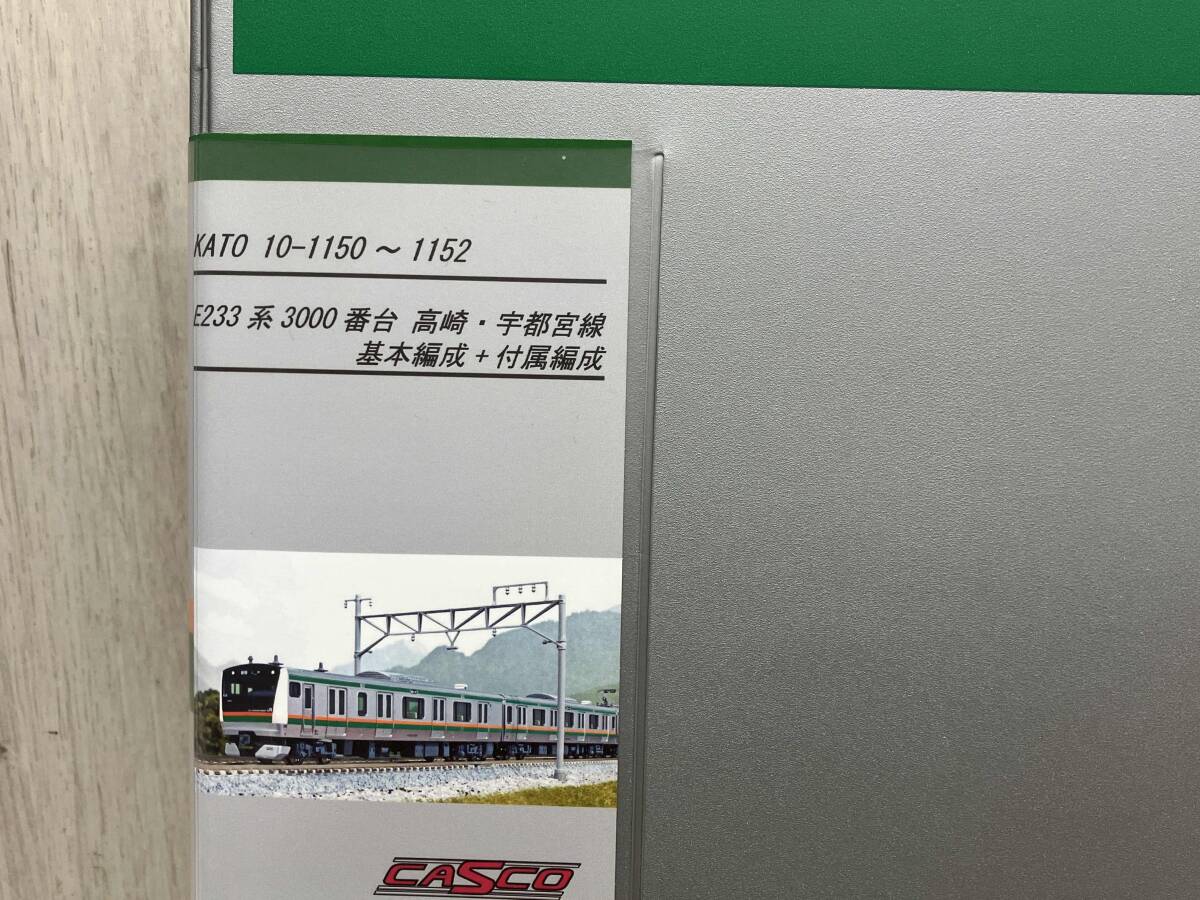 KATO 10-1150～1152
E233系3000番台 高崎・宇都宮線
基本編成+付属編成
CASCO